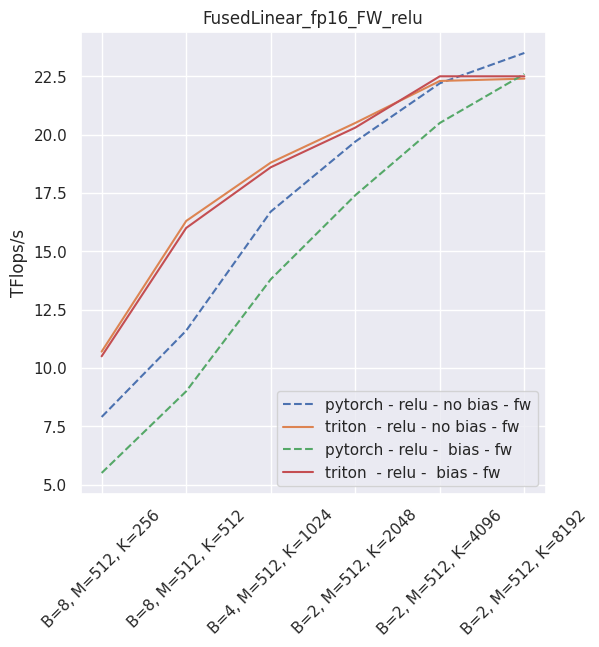 FusedLinear_fp16_FW_relu
TFlops/s
22.5
20.0
17.5
15.0
12.5
10.0
7.5
5.0
pytorch - relu - no bias - fw
triton  - relu - no bias - fw
pytorch - relu -  bias - fw
triton  - relu -  bias - fw
B=8, M=512, K=256
B=8, M=512, K=512
B=4, M=512, K=1024
B=2, M=512, K=2048
B=2, M=512, K=4096
B=2, M=512, K=8192